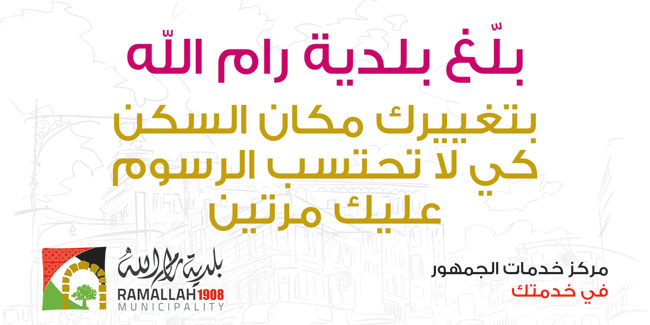 بلّغ بلدية رام الله
بتغييرك مكان السكن
كي لا تحتسب الرسوم
عليك مرتين
مركز خدمات الجمهور
في خدمتك
بلدية رام الله
RAMALLAH 1908
MUNICIPALITY